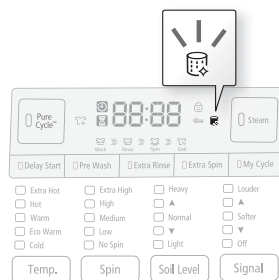 Pure
Cycle™
88:88
Steam
Wash Rinse Spin End
Delay Start Pre Wash Extra Rinse Extra Spin My Cycle
Extra Hot Extra High Heavy Louder
Hot High ▲ ▲
Warm Medium Normal Softer
Eco Warm Low ▼ ▼
Cold No Spin Light Off
Temp. Spin Soil Level Signal